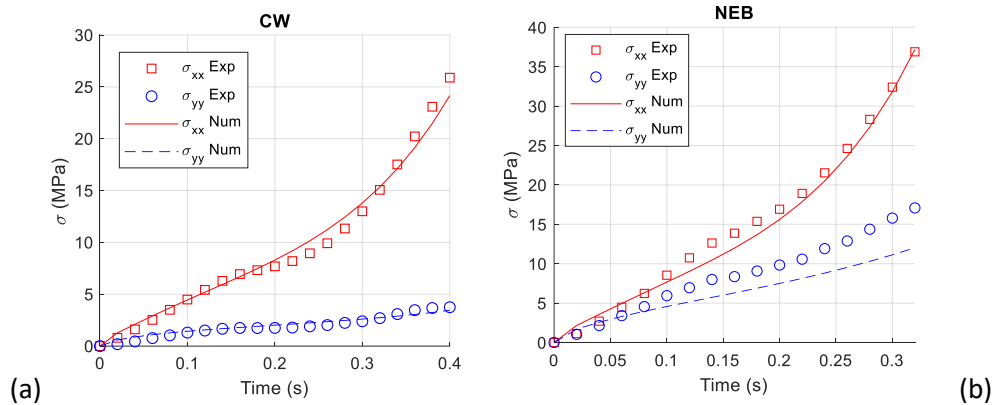 CW
30
25
20
15
10
5
0
σ (MPa)
σxx Exp
σyy Exp
σxx Num
σyy Num
0 0.1 0.2 0.3 0.4
Time (s)
(a)
NEB
50
45
40
35
30
25
20
15
10
5
0
σ (MPa)
σxx Exp
σyy Exp
σxx Num
σyy Num
0 0.05 0.1 0.15 0.2 0.25 0.3
Time (s)
(b)